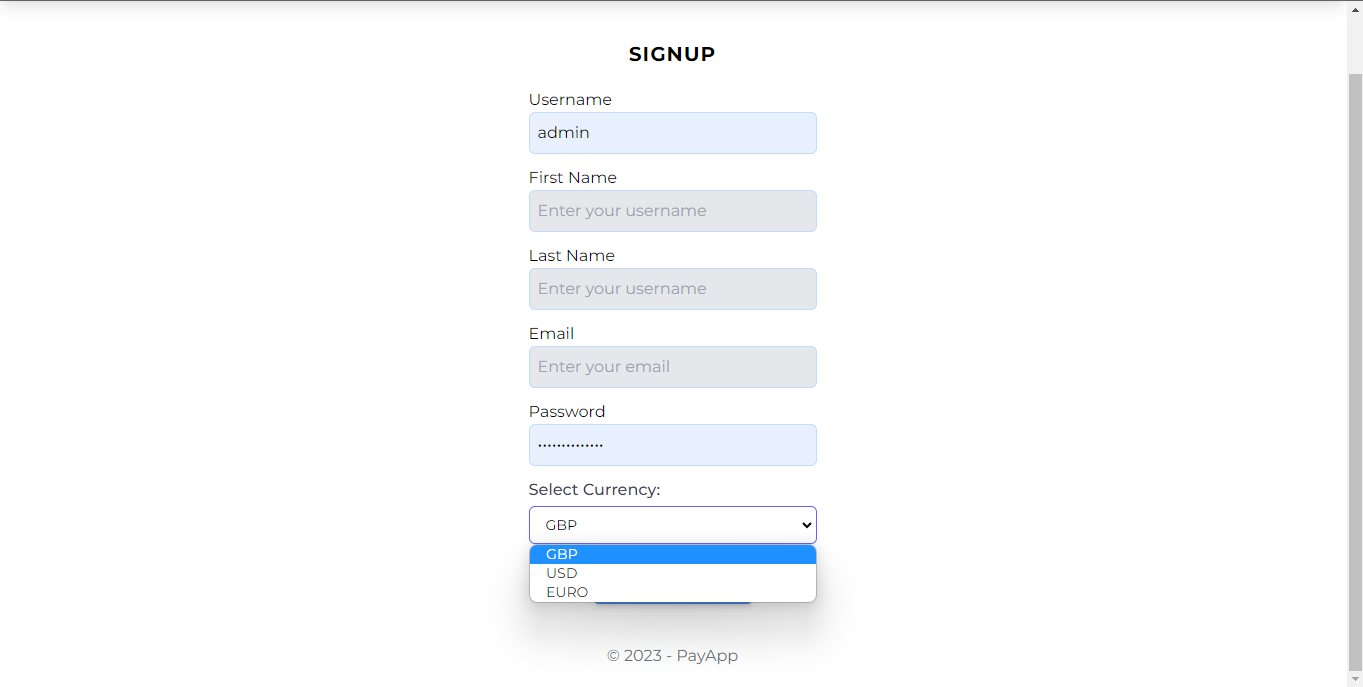 SIGNUP
Username
admin
First Name
Enter your username
Last Name
Enter your username
Email
Enter your email
Password
••••••••••••••
Select Currency:
GBP
GBP
USD
EURO
© 2023 - PayApp